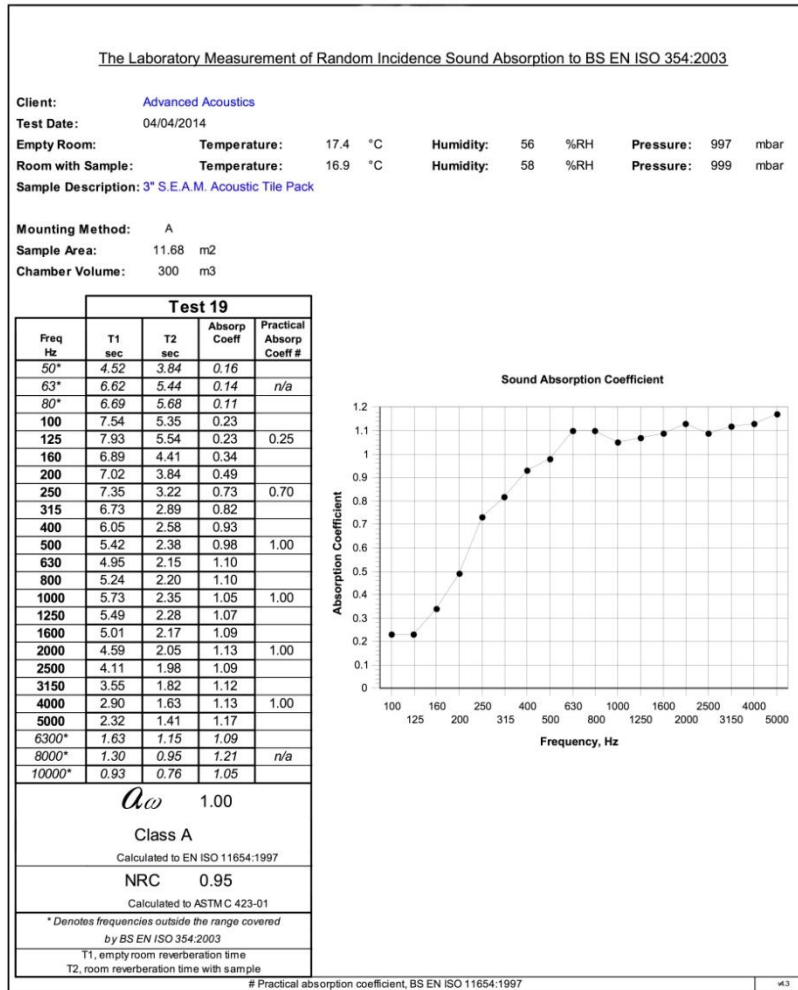 The Laboratory Measurement of Random Incidence Sound Absorption to BS EN ISO 354:2003
Client: Advanced Acoustics
Test Date: 04/04/2014
Empty Room: Temperature: 17.4 °C Humidity: 56 %RH Pressure: 997 mbar
Room with Sample: Temperature: 16.9 °C Humidity: 58 %RH Pressure: 999 mbar
Sample Description: 3" S.E.A.M. Acoustic Tile Pack
Mounting Method: A
Sample Area: 11.68 m2
Chamber Volume: 300 m3
Test 19
Freq Hz T1 sec T2 sec Absorp Coeff Practical Absorp Coeff #
50* 4.52 3.84 0.16
63* 6.62 5.44 0.14 n/a
80* 6.69 5.68 0.11
100 7.54 5.35 0.23
125 7.93 5.54 0.23 0.25
160 6.89 4.41 0.34
200 7.02 3.84 0.49
250 7.35 3.22 0.73 0.70
315 6.73 2.89 0.82
400 6.05 2.58 0.93
500 5.42 2.38 0.98 1.00
630 4.95 2.15 1.10
800 5.24 2.20 1.10
1000 5.73 2.35 1.05 1.00
1250 5.49 2.28 1.07
1600 5.01 2.17 1.09
2000 4.59 2.05 1.13 1.00
2500 4.11 1.98 1.09
3150 3.55 1.82 1.12
4000 2.90 1.63 1.13 1.00
5000 2.32 1.41 1.17
6300* 1.63 1.15 1.09
8000* 1.30 0.95 1.21 n/a
10000* 0.93 0.76 1.05
aω 1.00
Class A
Calculated to EN ISO 11654:1997
NRC 0.95
Calculated to ASTM C 423-01
* Denotes frequencies outside the range covered
by BS EN ISO 354:2003
T1, empty room reverberation time
T2, room reverberation time with sample
Sound Absorption Coefficient
Absorption Coefficient
1.2
1.1
1
0.9
0.8
0.7
0.6
0.5
0.4
0.3
0.2
0.1
0
100 160 250 400 630 1000 1600 2500 4000
125 200 315 500 800 1250 2000 3150 5000
Frequency, Hz
# Practical absorption coefficient, BS EN ISO 11654:1997
v4.3